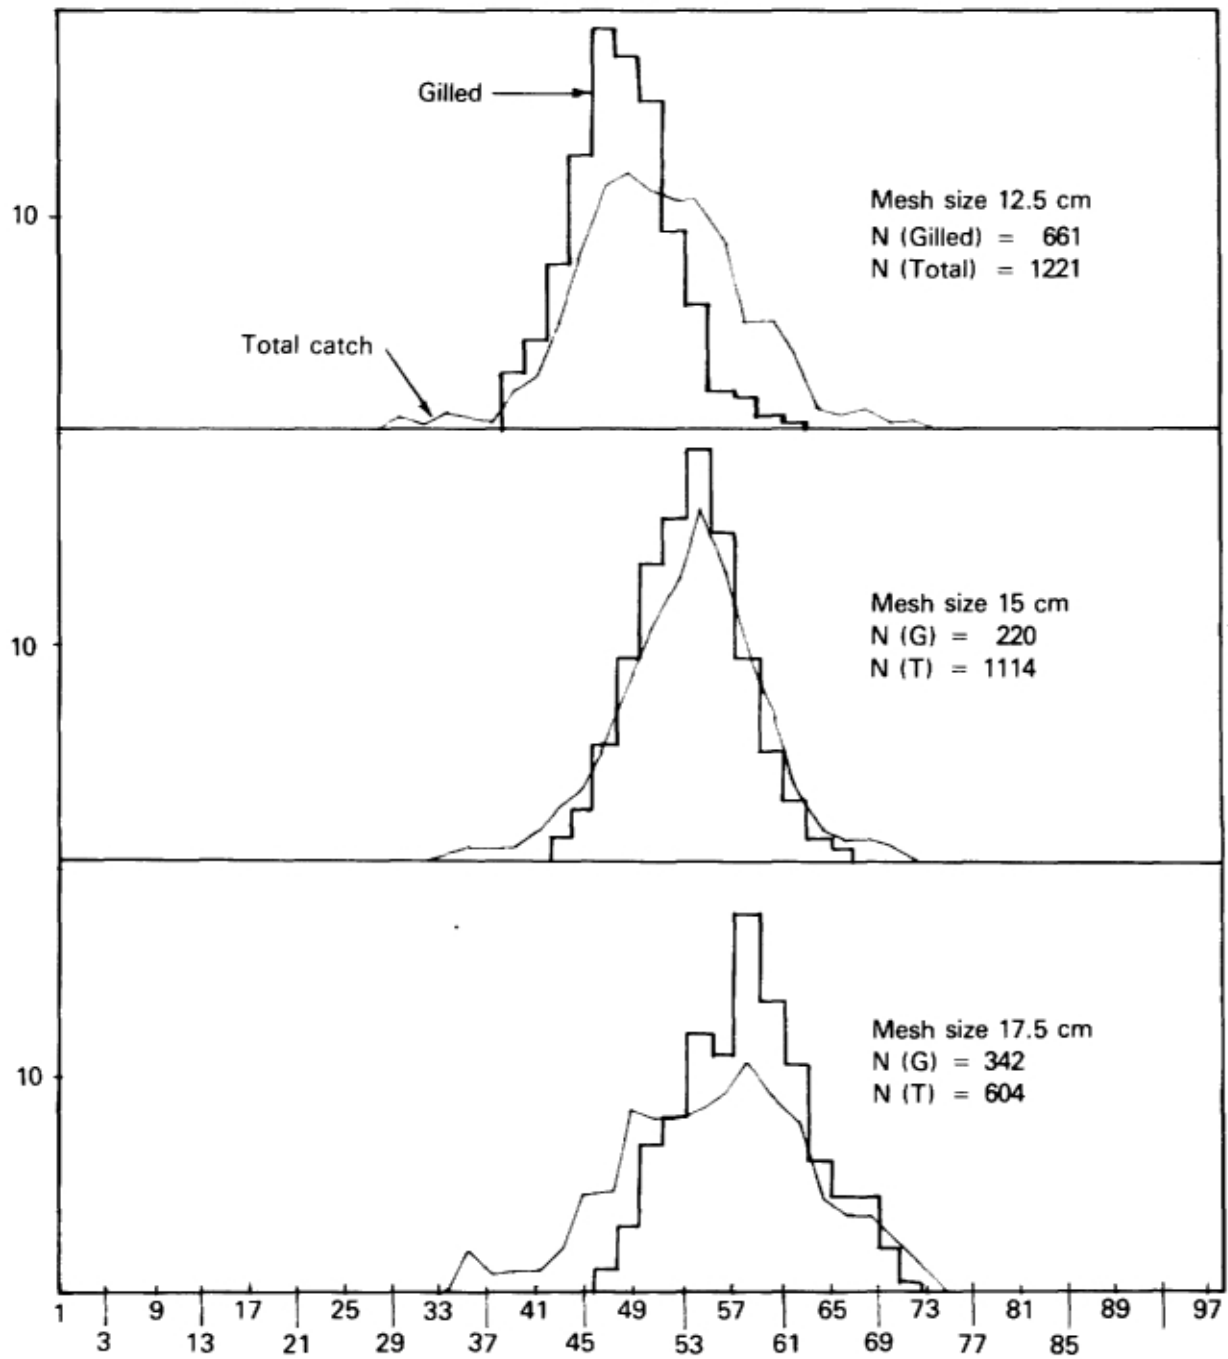 Gilled
10
Mesh size 12.5 cm
N (Gilled) = 661
N (Total) = 1221
Total catch
10
Mesh size 15 cm
N (G) = 220
N (T) = 1114
10
Mesh size 17.5 cm
N (G) = 342
N (T) = 604
1 9 17 25 33 41 49 57 65 73 81 89 97
3 13 21 29 37 45 53 61 69 77 85